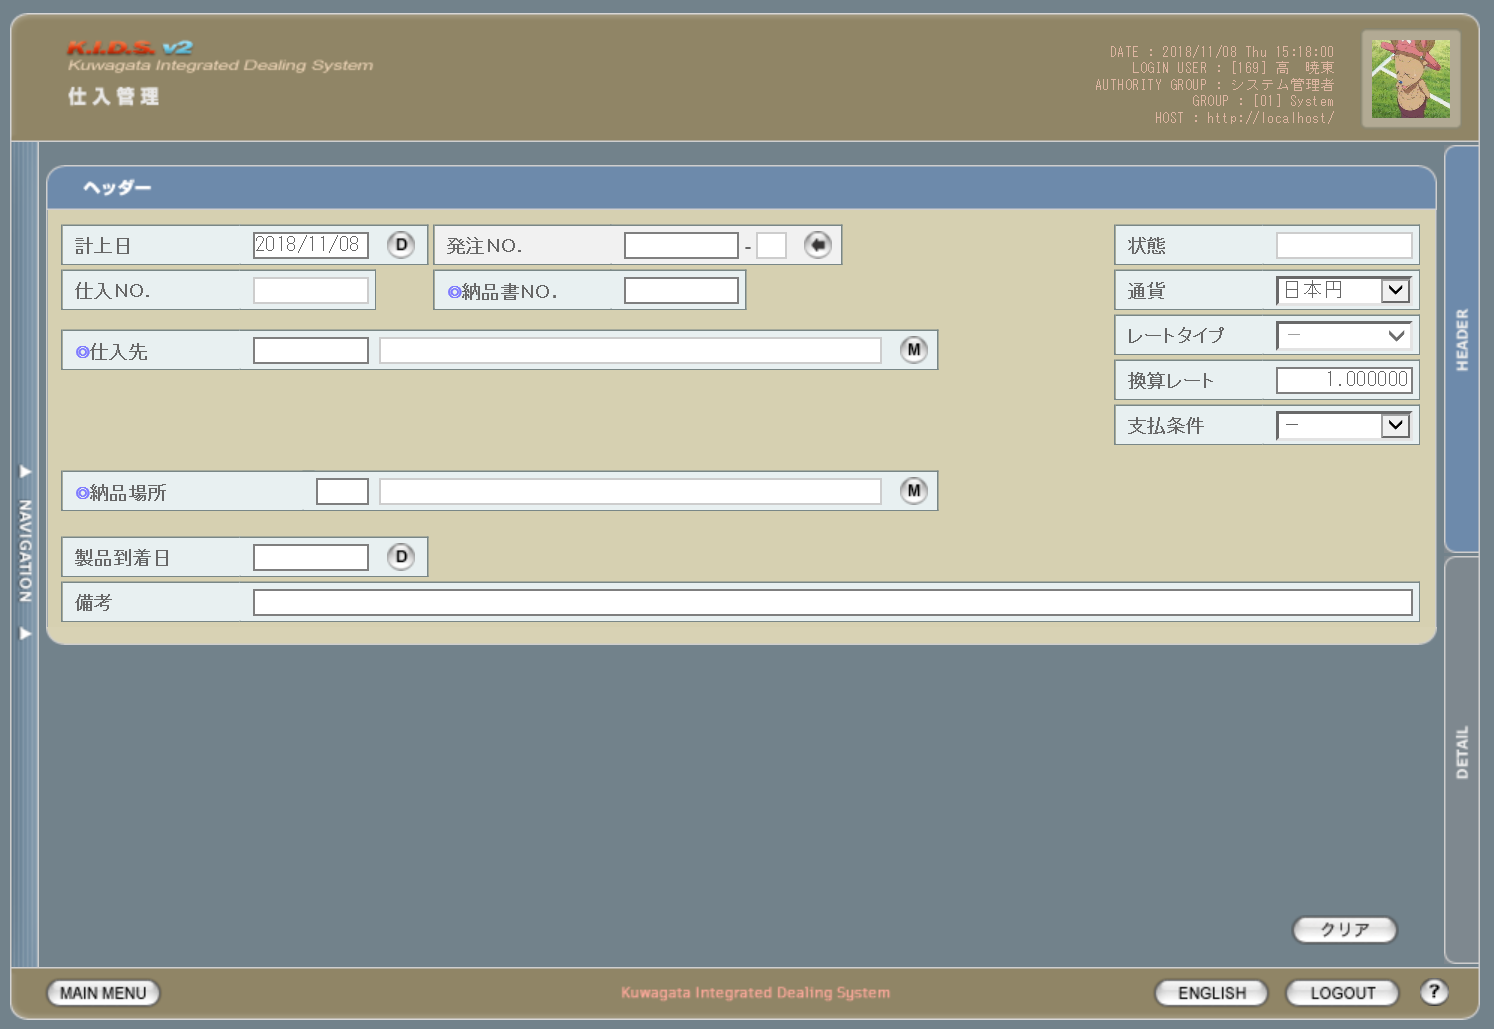 K.I.D.S. v2
Kuwagata Integrated Dealing System
仕入管理
DATE : 2018/11/08 Thu 15:18:00
LOGIN USER : [169] 高　暁東
AUTHORITY GROUP : システム管理者
GROUP : [01] System
HOST : http://localhost/
ヘッダー
計上日 2018/11/08 D 発注NO. - 状態
仕入NO. ◎納品書NO. 通貨 日本円
レートタイプ －
◎仕入先 M
換算レート 1.000000
支払条件 －
◎納品場所 M
製品到着日 D
備考
NAVIGATION
HEADER
DETAIL
クリア
MAIN MENU Kuwagata Integrated Dealing System ENGLISH LOGOUT ?